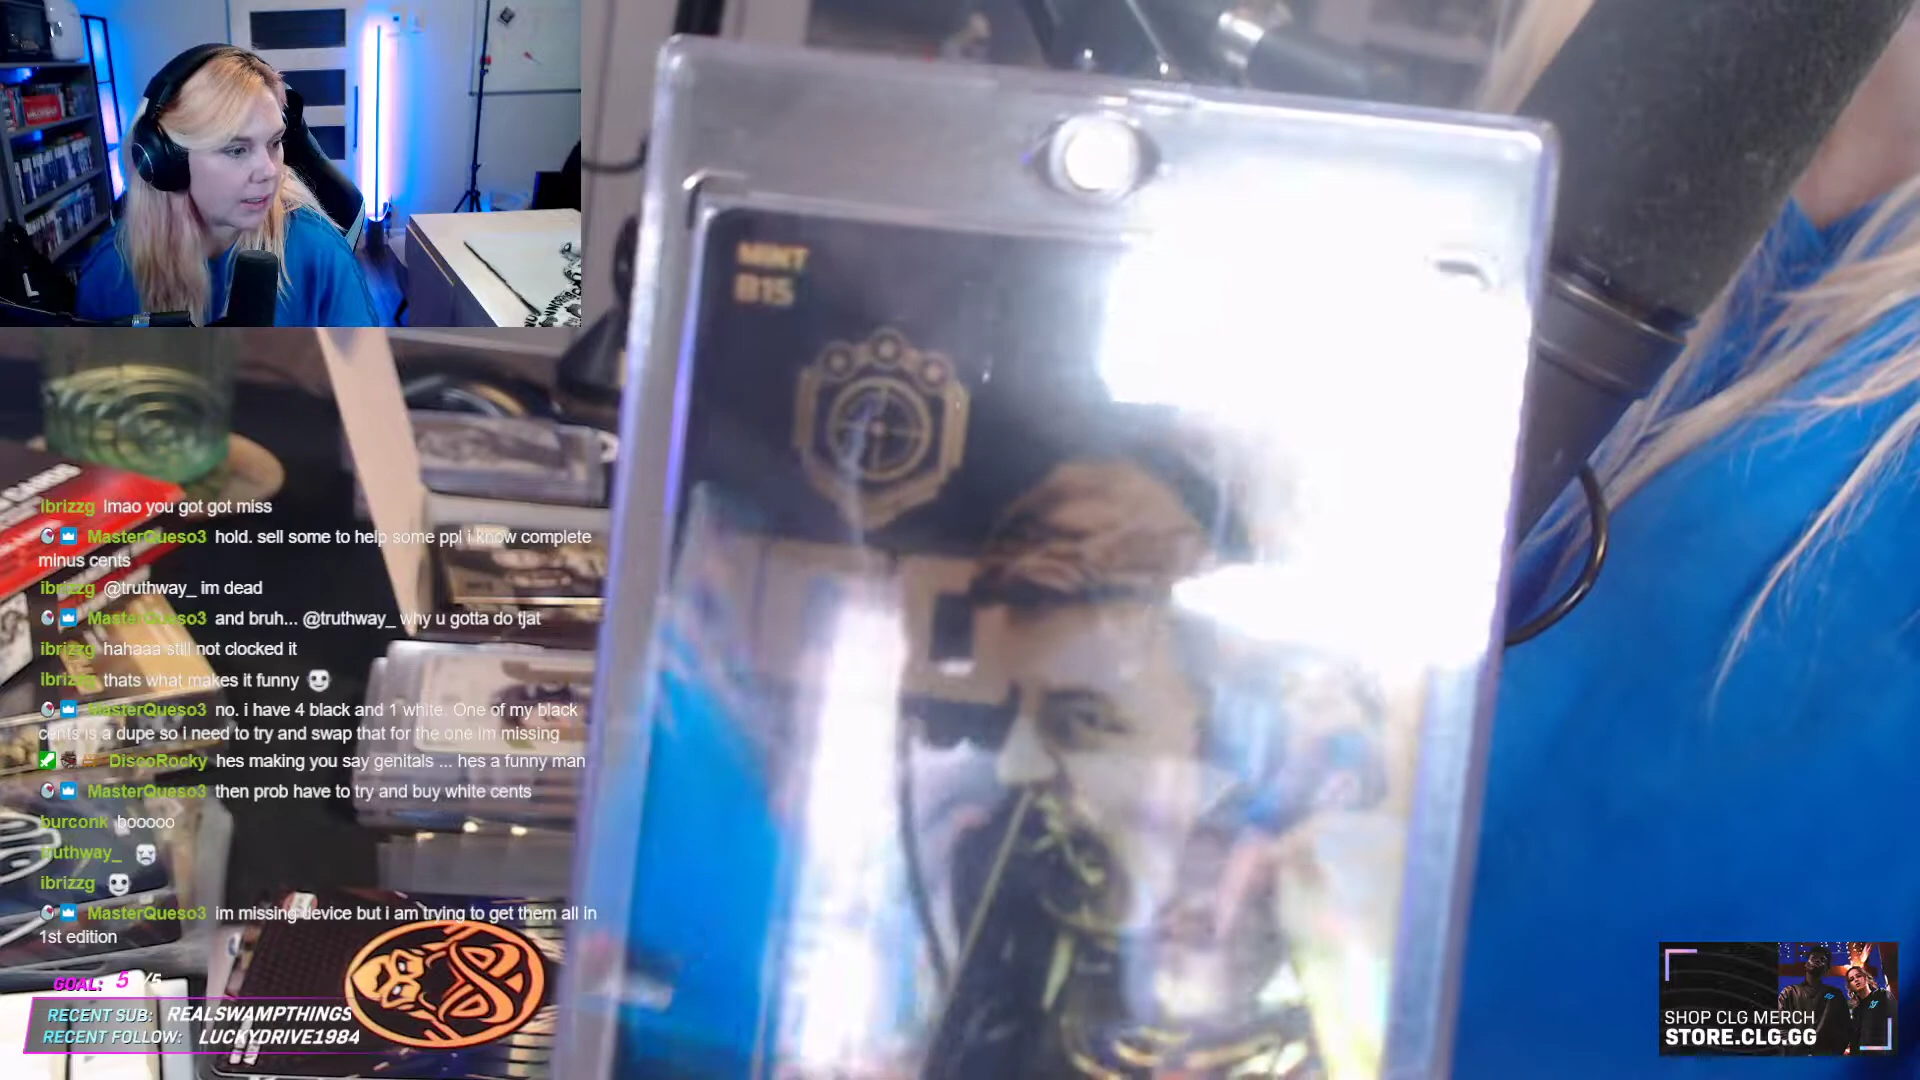 MINT
B15
ibrizzg lmao you got got miss
MasterQueso3 hold. sell some to help some ppl i know complete
minus cents
ibrizzg @truthway_ im dead
MasterQueso3 and bruh... @truthway_ why u gotta do tjat
ibrizzg hahaaa still not clocked it
ibrizzg thats what makes it funny
MasterQueso3 no. i have 4 black and 1 white. One of my black
cents is a dupe so i need to try and swap that for the one im missing
DiscoRocky hes making you say genitals ... hes a funny man
MasterQueso3 then prob have to try and buy white cents
burconk booooo
truthway_
ibrizzg
MasterQueso3 im missing device but i am trying to get them all in
1st edition
GOAL: 5 /5
RECENT SUB: REALSWAMPTHINGS
RECENT FOLLOW: LUCKYDRIVE1984
SHOP CLG MERCH
STORE.CLG.GG